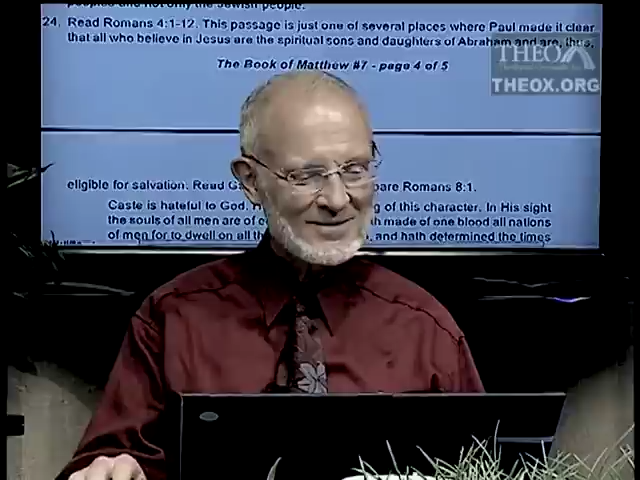 24. Read Romans 4:1-12. This passage is just one of several places where Paul made it clear
that all who believe in Jesus are the spiritual sons and daughters of Abraham and are, thus,
The Book of Matthew #7 - page 4 of 5
THEO
THEOX.ORG
eligible for salvation. Read Romans 8:1.
Caste is hateful to God. of this character. In His sight
the souls of all men are of made of one blood all nations
of men for to dwell on all and hath determined the times